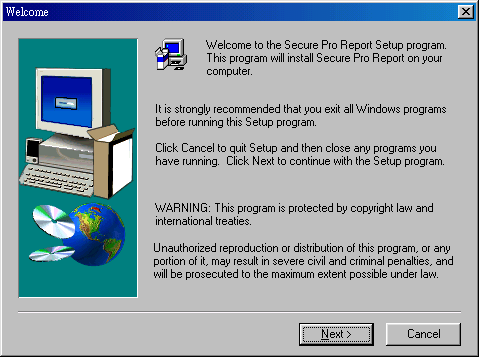 Welcome
Welcome to the Secure Pro Report Setup program.
This program will install Secure Pro Report on your
computer.
It is strongly recommended that you exit all Windows programs
before running this Setup program.
Click Cancel to quit Setup and then close any programs you
have running.  Click Next to continue with the Setup program.
WARNING: This program is protected by copyright law and
international treaties.
Unauthorized reproduction or distribution of this program, or any
portion of it, may result in severe civil and criminal penalties, and
will be prosecuted to the maximum extent possible under law.
Next >
Cancel